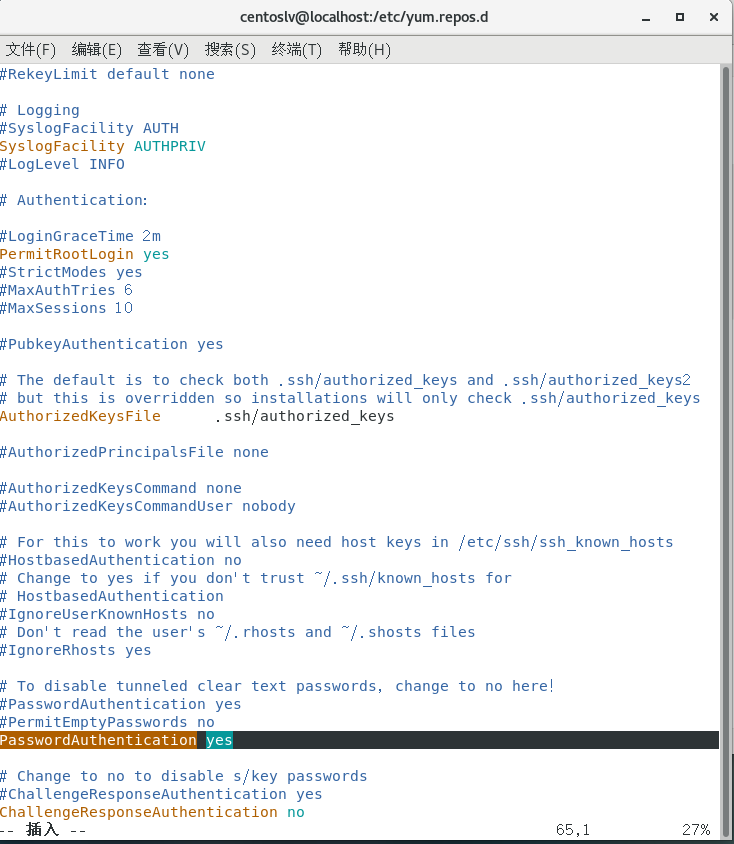 centoslv@localhost:/etc/yum.repos.d
文件(F) 编辑(E) 查看(V) 搜索(S) 终端(T) 帮助(H)
#RekeyLimit default none
# Logging
#SyslogFacility AUTH
SyslogFacility AUTHPRIV
#LogLevel INFO
# Authentication:
#LoginGraceTime 2m
PermitRootLogin yes
#StrictModes yes
#MaxAuthTries 6
#MaxSessions 10
#PubkeyAuthentication yes
# The default is to check both .ssh/authorized_keys and .ssh/authorized_keys2
# but this is overridden so installations will only check .ssh/authorized_keys
AuthorizedKeysFile      .ssh/authorized_keys
#AuthorizedPrincipalsFile none
#AuthorizedKeysCommand none
#AuthorizedKeysCommandUser nobody
# For this to work you will also need host keys in /etc/ssh/ssh_known_hosts
#HostbasedAuthentication no
# Change to yes if you don't trust ~/.ssh/known_hosts for
# HostbasedAuthentication
#IgnoreUserKnownHosts no
# Don't read the user's ~/.rhosts and ~/.shosts files
#IgnoreRhosts yes
# To disable tunneled clear text passwords, change to no here!
#PasswordAuthentication yes
#PermitEmptyPasswords no
PasswordAuthentication yes
# Change to no to disable s/key passwords
#ChallengeResponseAuthentication yes
ChallengeResponseAuthentication no
-- 插入 -- 65,1 27%